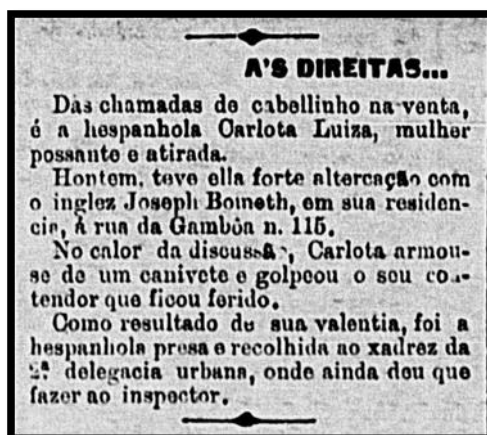 A'S DIREITAS...
Das chamadas de cabellinho na venta,
é a hespanhola Carlota Luiza, mulher
possante e atirada.
Hontem, teve ella forte altercação com
o inglez Joseph Bometh, em sua residen-
cia, á rua da Gambôa n. 115.
No calor da discussão, Carlota armou-
se de um canivete e golpeou o seu con-
tendor que ficou ferido.
Como resultado de sua valentia, foi a
hespanhola presa e recolhida ao xadrez da
2ª delegacia urbana, onde ainda deu que
fazer ao inspector.